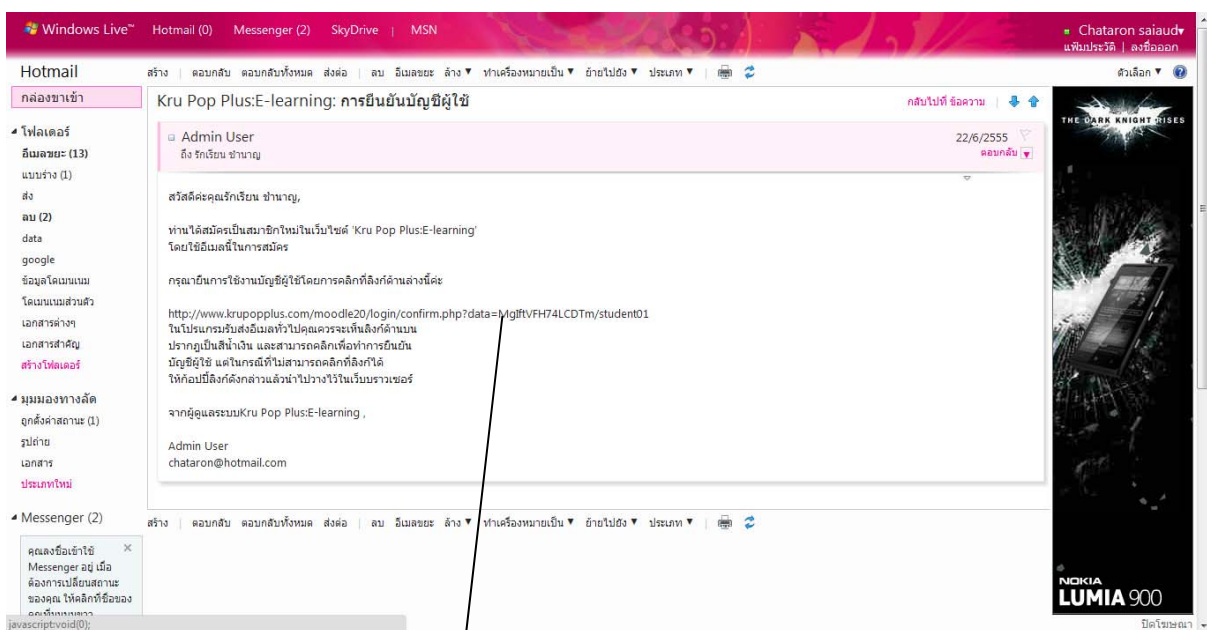 Windows Live™ Hotmail (0) Messenger (2) SkyDrive | MSN
Chataron saiaud
แฟ้มประวัติ | ลงชื่อออก
Hotmail
สร้าง | ตอบกลับ ตอบกลับทั้งหมด ส่งต่อ | ลบ อีเมลขยะ ล้าง ทำเครื่องหมายเป็น ย้ายไปยัง ประเภท
ตัวเลือก
กล่องขาเข้า
Kru Pop Plus:E-learning: การยืนยันบัญชีผู้ใช้
กลับไปที่ ข้อความ
โฟลเดอร์
อีเมลขยะ (13)
แบบร่าง (1)
ส่ง
ลบ (2)
data
google
ข้อมูลโดเมนเนม
โดเมนเนมส่วนตัว
เอกสารต่างๆ
เอกสารสำคัญ
สร้างโฟลเดอร์
มุมมองทางลัด
ถูกตั้งค่าสถานะ (1)
รูปถ่าย
เอกสาร
ประเภทใหม่
Messenger (2)
คุณลงชื่อเข้าใช้
Messenger อยู่ เมื่อ
ต้องการเปลี่ยนสถานะ
ของคุณ ให้คลิกที่ชื่อของ
javascript:void(0);
Admin User
22/6/2555
ถึง รักเรียน ชำนาญ
ตอบกลับ
สวัสดีค่ะคุณรักเรียน ชำนาญ,
ท่านได้สมัครเป็นสมาชิกใหม่ในเว็บไซต์ 'Kru Pop Plus:E-learning'
โดยใช้อีเมลนี้ในการสมัคร
กรุณายืนการใช้งานบัญชีผู้ใช้โดยการคลิกที่ลิงก์ด้านล่างนี้ค่ะ
http://www.krupopplus.com/moodle20/login/confirm.php?data=MgIftVFH74LCDTm/student01
ในโปรแกรมรับส่งอีเมลทั่วไปคุณควรจะเห็นลิงก์ด้านบน
ปรากฏเป็นสีน้ำเงิน และสามารถคลิกเพื่อทำการยืนยัน
บัญชีผู้ใช้ แต่ในกรณีที่ไม่สามารถคลิกที่ลิงก์ได้
ให้ก้อปปี้ลิงก์ดังกล่าวแล้วนำไปวางไว้ในเว็บบราวเซอร์
จากผู้ดูแลระบบKru Pop Plus:E-learning ,
Admin User
chataron@hotmail.com
สร้าง | ตอบกลับ ตอบกลับทั้งหมด ส่งต่อ | ลบ อีเมลขยะ ล้าง ทำเครื่องหมายเป็น ย้ายไปยัง ประเภท
THE DARK KNIGHT RISES
NOKIA
LUMIA 900
ปิดโฆษณา